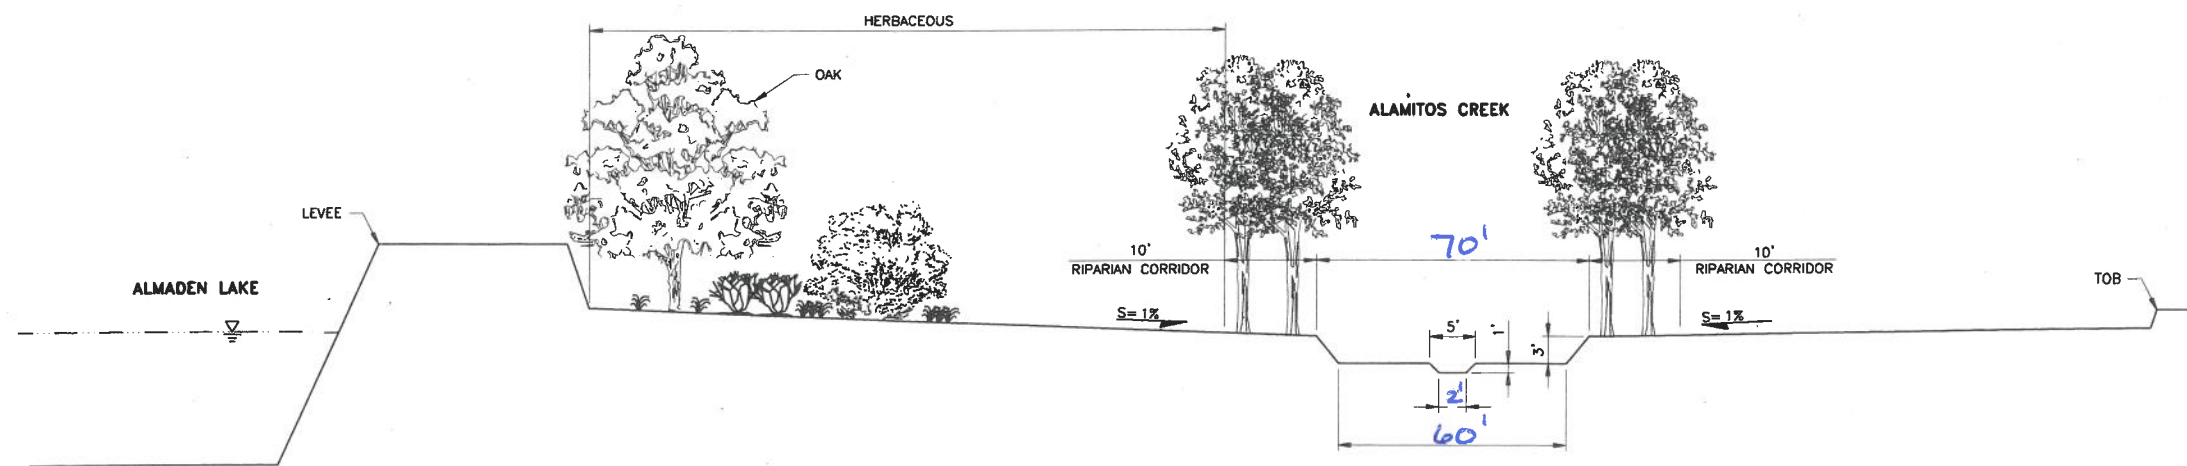 HERBACEOUS
OAK
ALAMITOS CREEK
LEVEE
ALMADEN LAKE
10'
RIPARIAN CORRIDOR
70'
10'
RIPARIAN CORRIDOR
TOB
S= 1%
S= 1%
5'
1'
3'
2'
60'